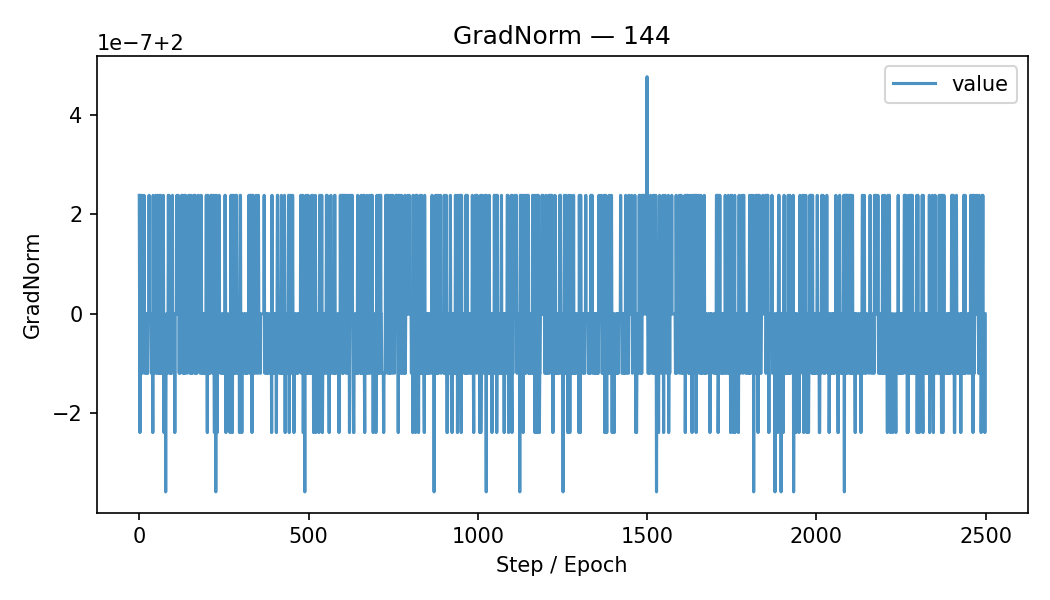 GradNorm — 144
1e−7+2
value
4
2
0
−2
GradNorm
0
500
1000
1500
2000
2500
Step / Epoch